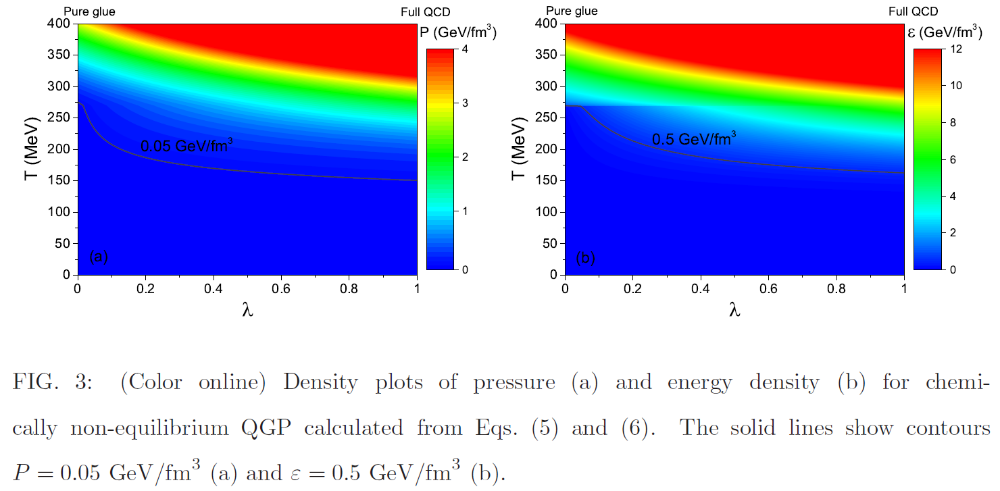 Pure glue
Full QCD
P (GeV/fm³)
400
350
300
250
200
150
100
50
0
T (MeV)
0.05 GeV/fm³
(a)
0
0.2
0.4
0.6
0.8
1
λ
4
3
2
1
0
Pure glue
Full QCD
ε (GeV/fm³)
400
350
300
250
200
150
100
50
0
T (MeV)
0.5 GeV/fm³
(b)
0
0.2
0.4
0.6
0.8
1
λ
12
10
8
6
4
2
0
FIG. 3: (Color online) Density plots of pressure (a) and energy density (b) for chemi-
cally non-equilibrium QGP calculated from Eqs. (5) and (6). The solid lines show contours
P = 0.05 GeV/fm³ (a) and ε = 0.5 GeV/fm³ (b).